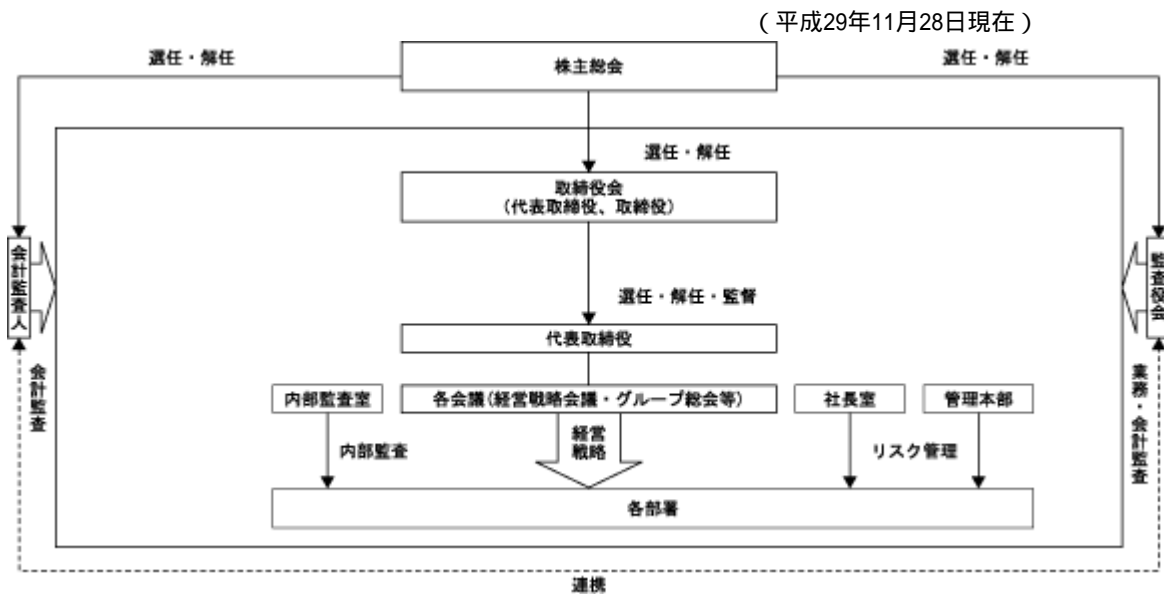 （平成29年11月28日現在）
選任・解任
株主総会
選任・解任
選任・解任
取締役会
（代表取締役、取締役）
会計監査人
監査役会
選任・解任・監督
代表取締役
会計監査
業務・会計監査
内部監査室
各会議(経営戦略会議・グループ総会等)
社長室
管理本部
内部監査
経営
戦略
リスク管理
各部署
連携